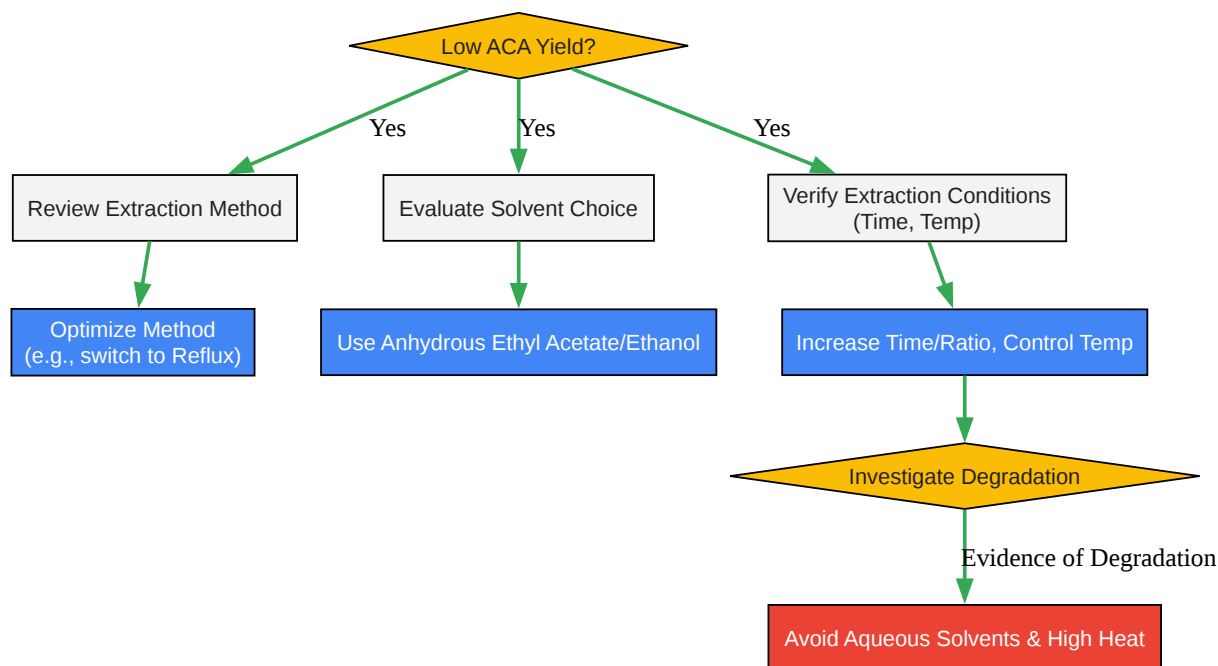 Low ACA Yield?
Yes
Yes
Yes
Review Extraction Method
Evaluate Solvent Choice
Verify Extraction Conditions
(Time, Temp)
Optimize Method
(e.g., switch to Reflux)
Use Anhydrous Ethyl Acetate/Ethanol
Increase Time/Ratio, Control Temp
Investigate Degradation
Evidence of Degradation
Avoid Aqueous Solvents & High Heat